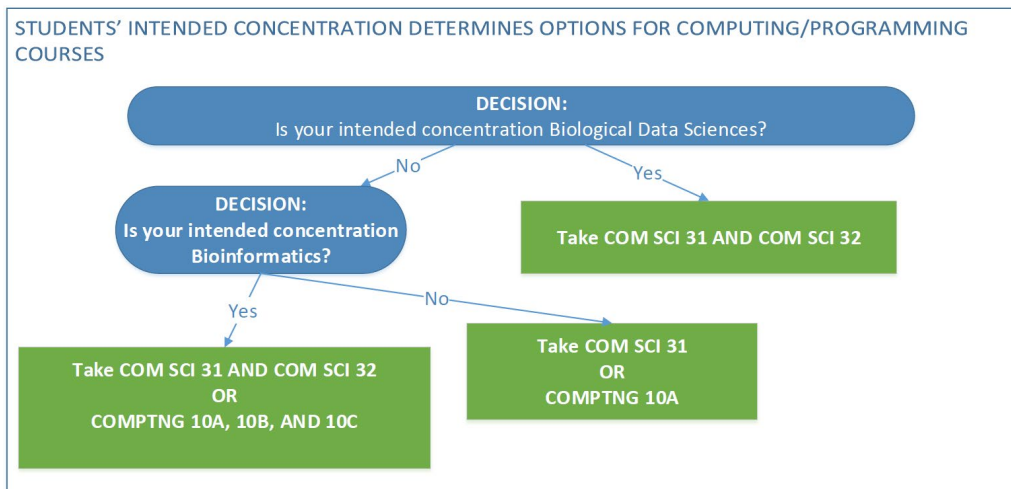 STUDENTS’ INTENDED CONCENTRATION DETERMINES OPTIONS FOR COMPUTING/PROGRAMMING
COURSES
DECISION:
Is your intended concentration Biological Data Sciences?
No
Yes
DECISION:
Is your intended concentration
Bioinformatics?
Take COM SCI 31 AND COM SCI 32
Yes
No
Take COM SCI 31 AND COM SCI 32
OR
COMPTNG 10A, 10B, AND 10C
Take COM SCI 31
OR
COMPTNG 10A